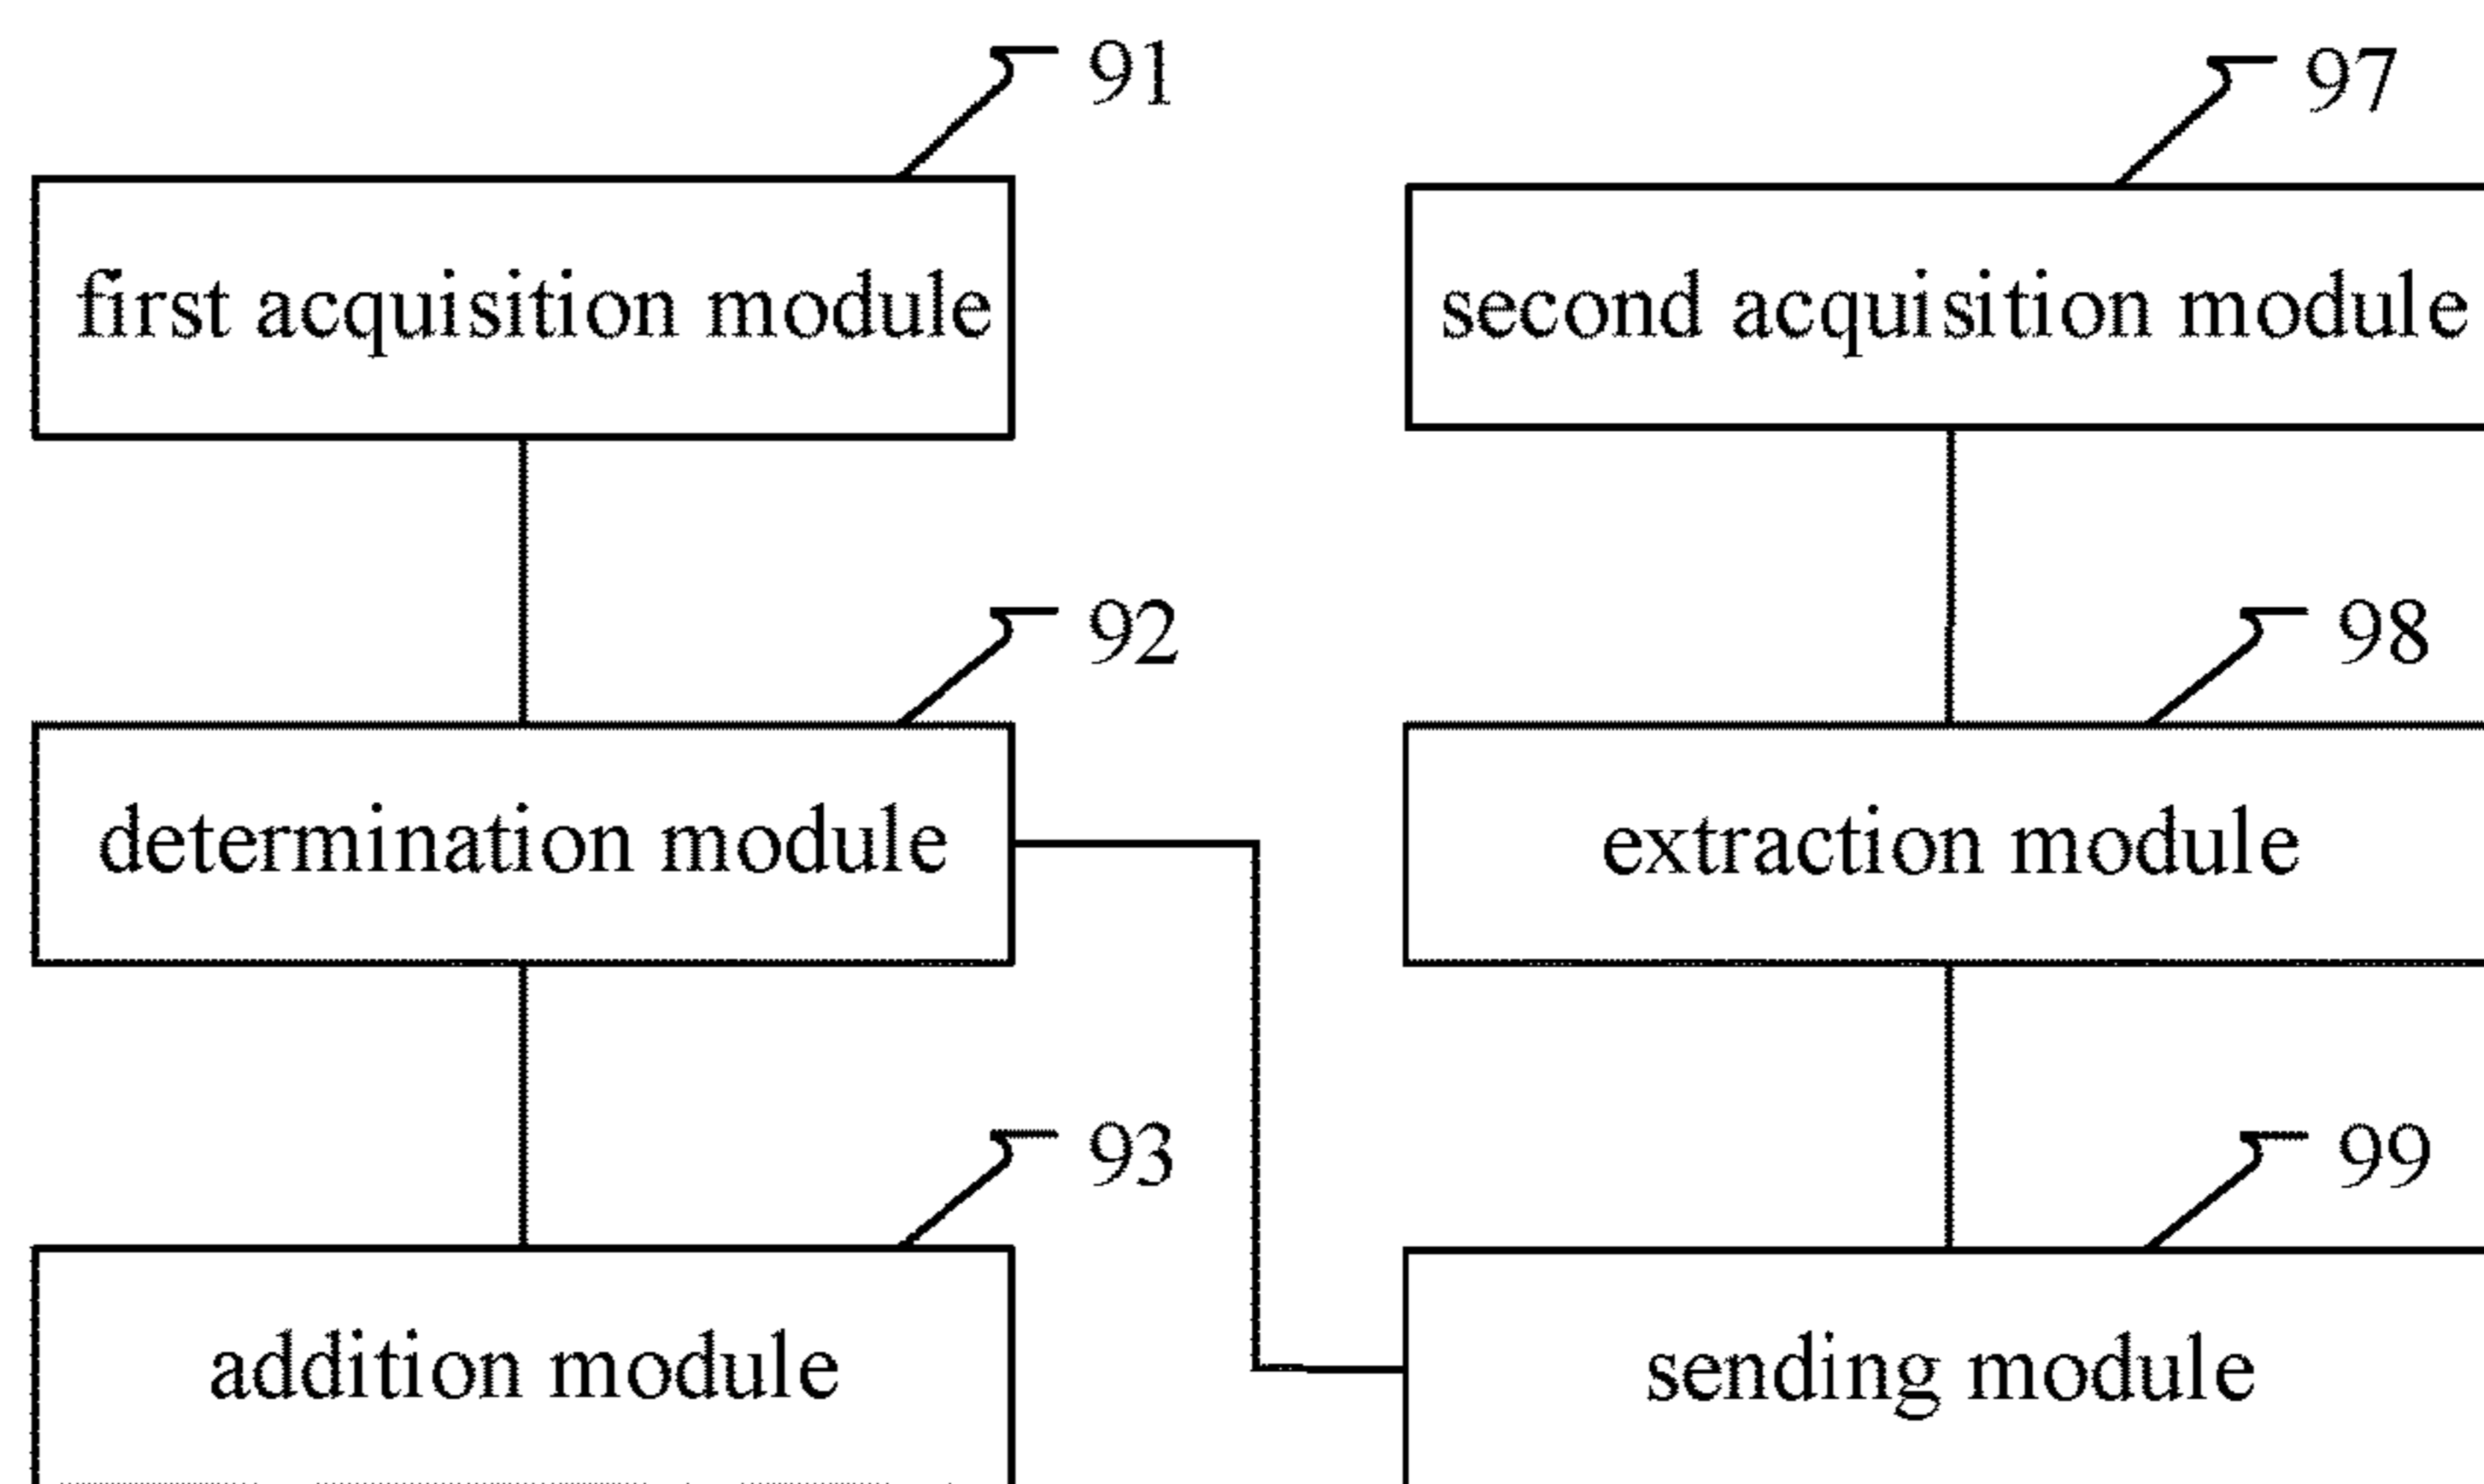 91
97
first acquisition module
second acquisition module
92
98
determination module
extraction module
93
99
addition module
sending module